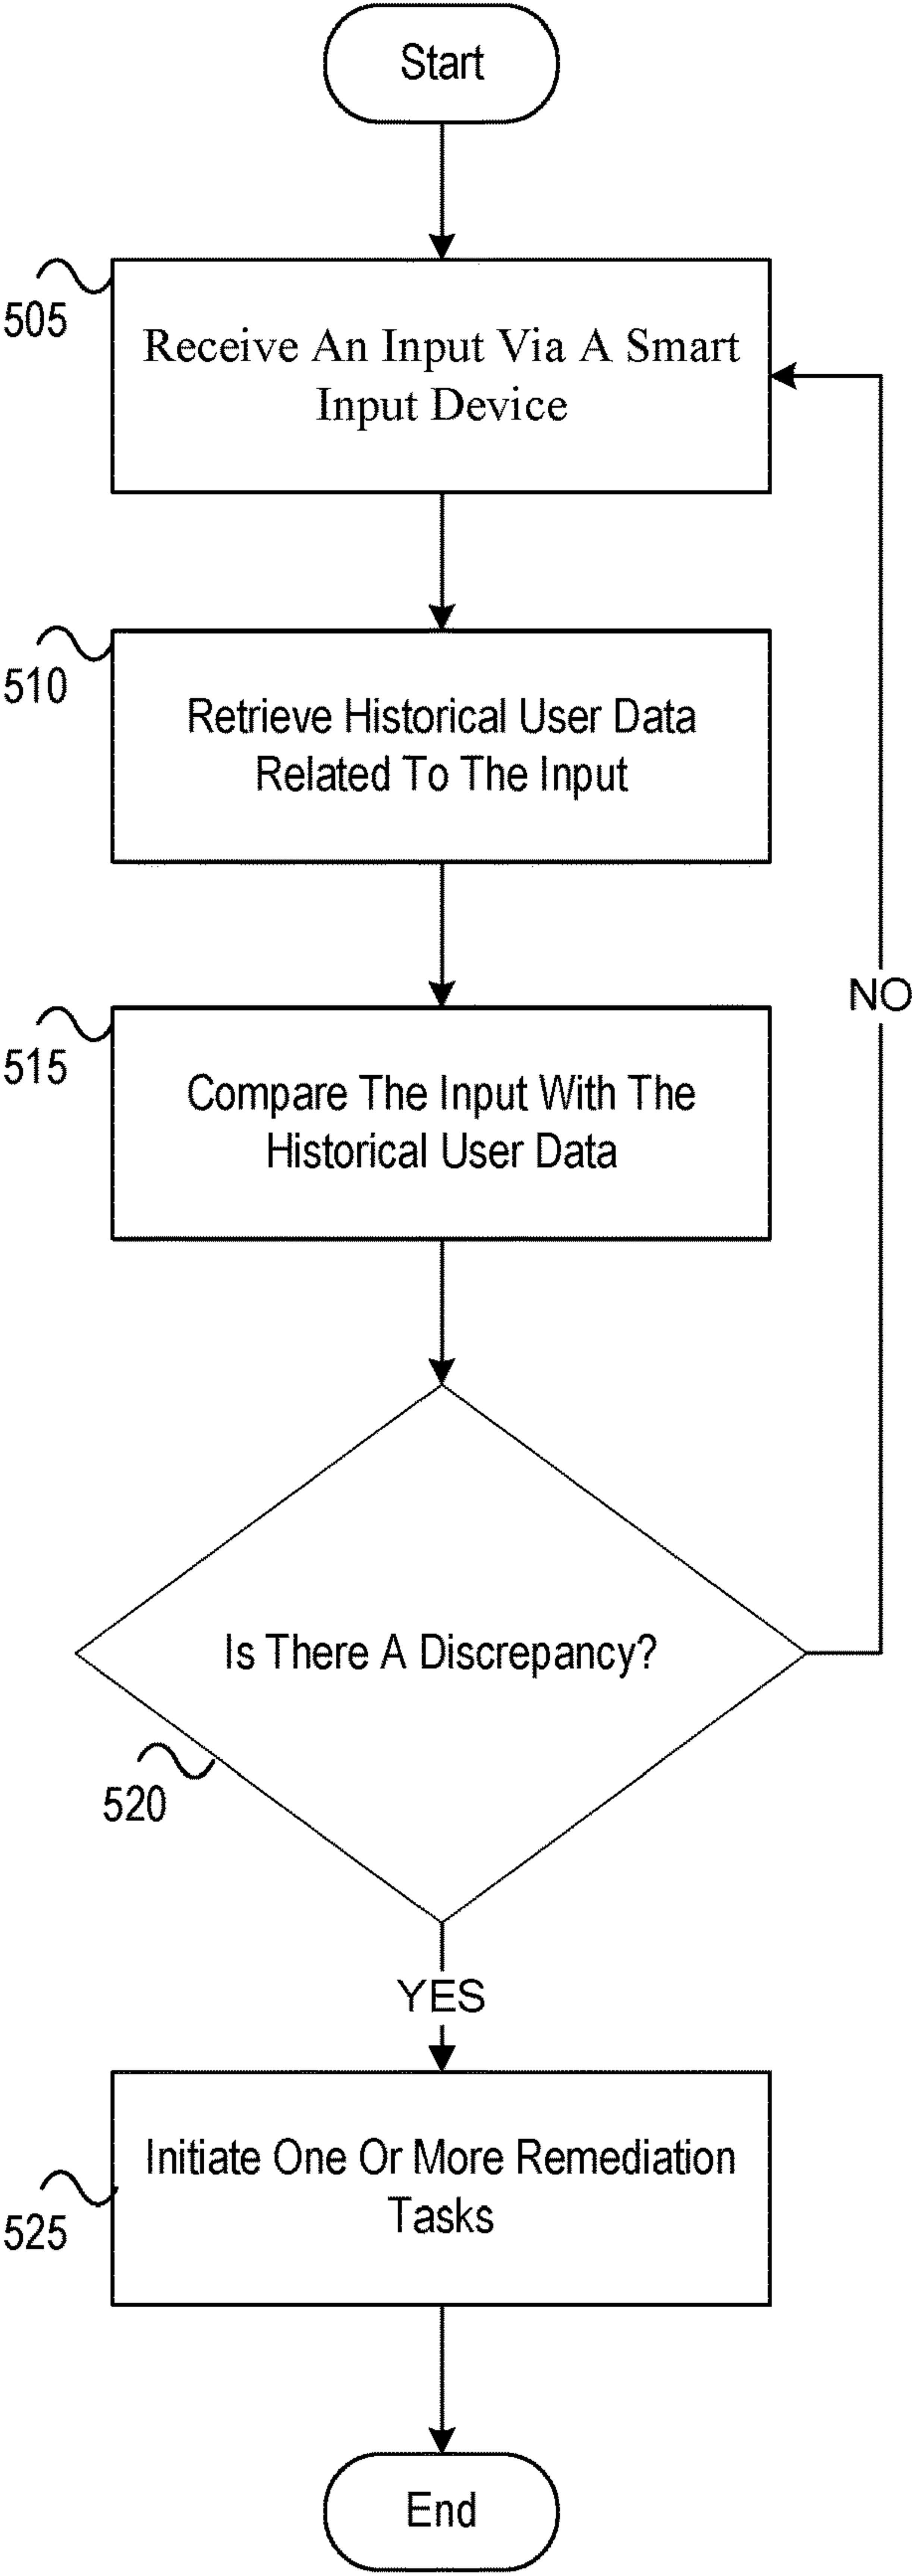 Start
505
Receive An Input Via A Smart
Input Device
510
Retrieve Historical User Data
Related To The Input
515
Compare The Input With The
Historical User Data
NO
Is There A Discrepancy?
520
YES
Initiate One Or More Remediation
Tasks
525
End